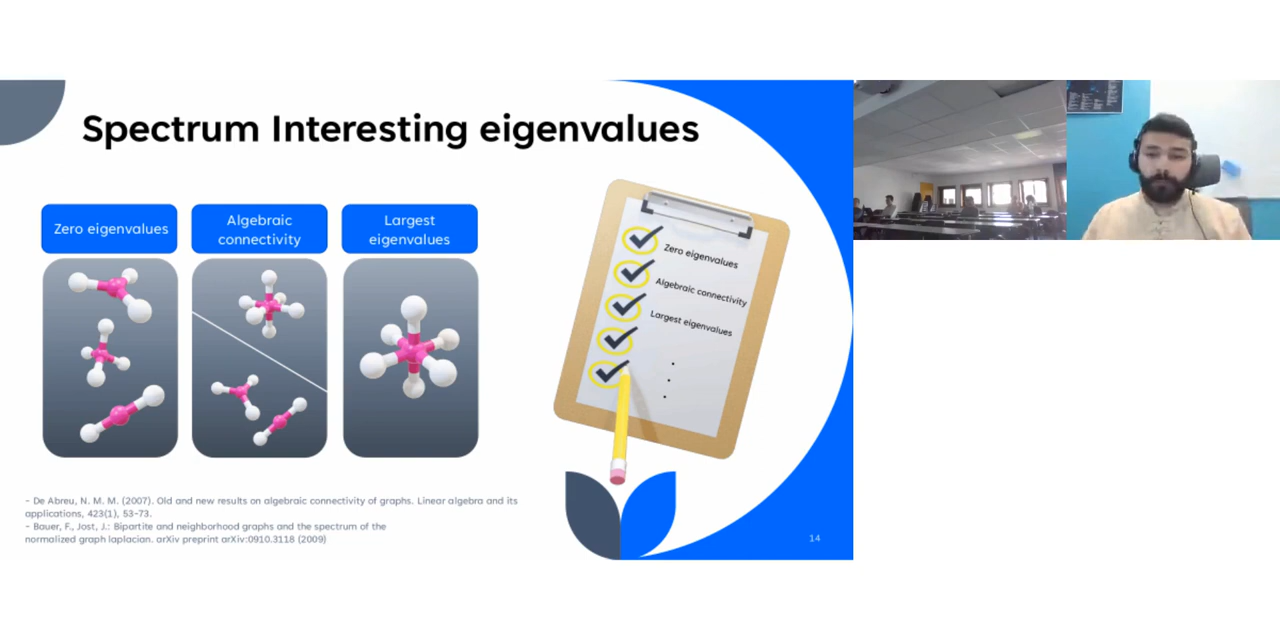 Spectrum Interesting eigenvalues
Zero eigenvalues
Algebraic
connectivity
Largest
eigenvalues
Zero eigenvalues
Algebraic connectivity
Largest eigenvalues
- De Abreu, N. M. M. (2007). Old and new results on algebraic connectivity of graphs. Linear algebra and its
applications, 423(1), 53-73.
- Bauer, F., Jost, J.: Bipartite and neighborhood graphs and the spectrum of the
normalized graph laplacian. arXiv preprint arXiv:0910.3118 (2009)
14